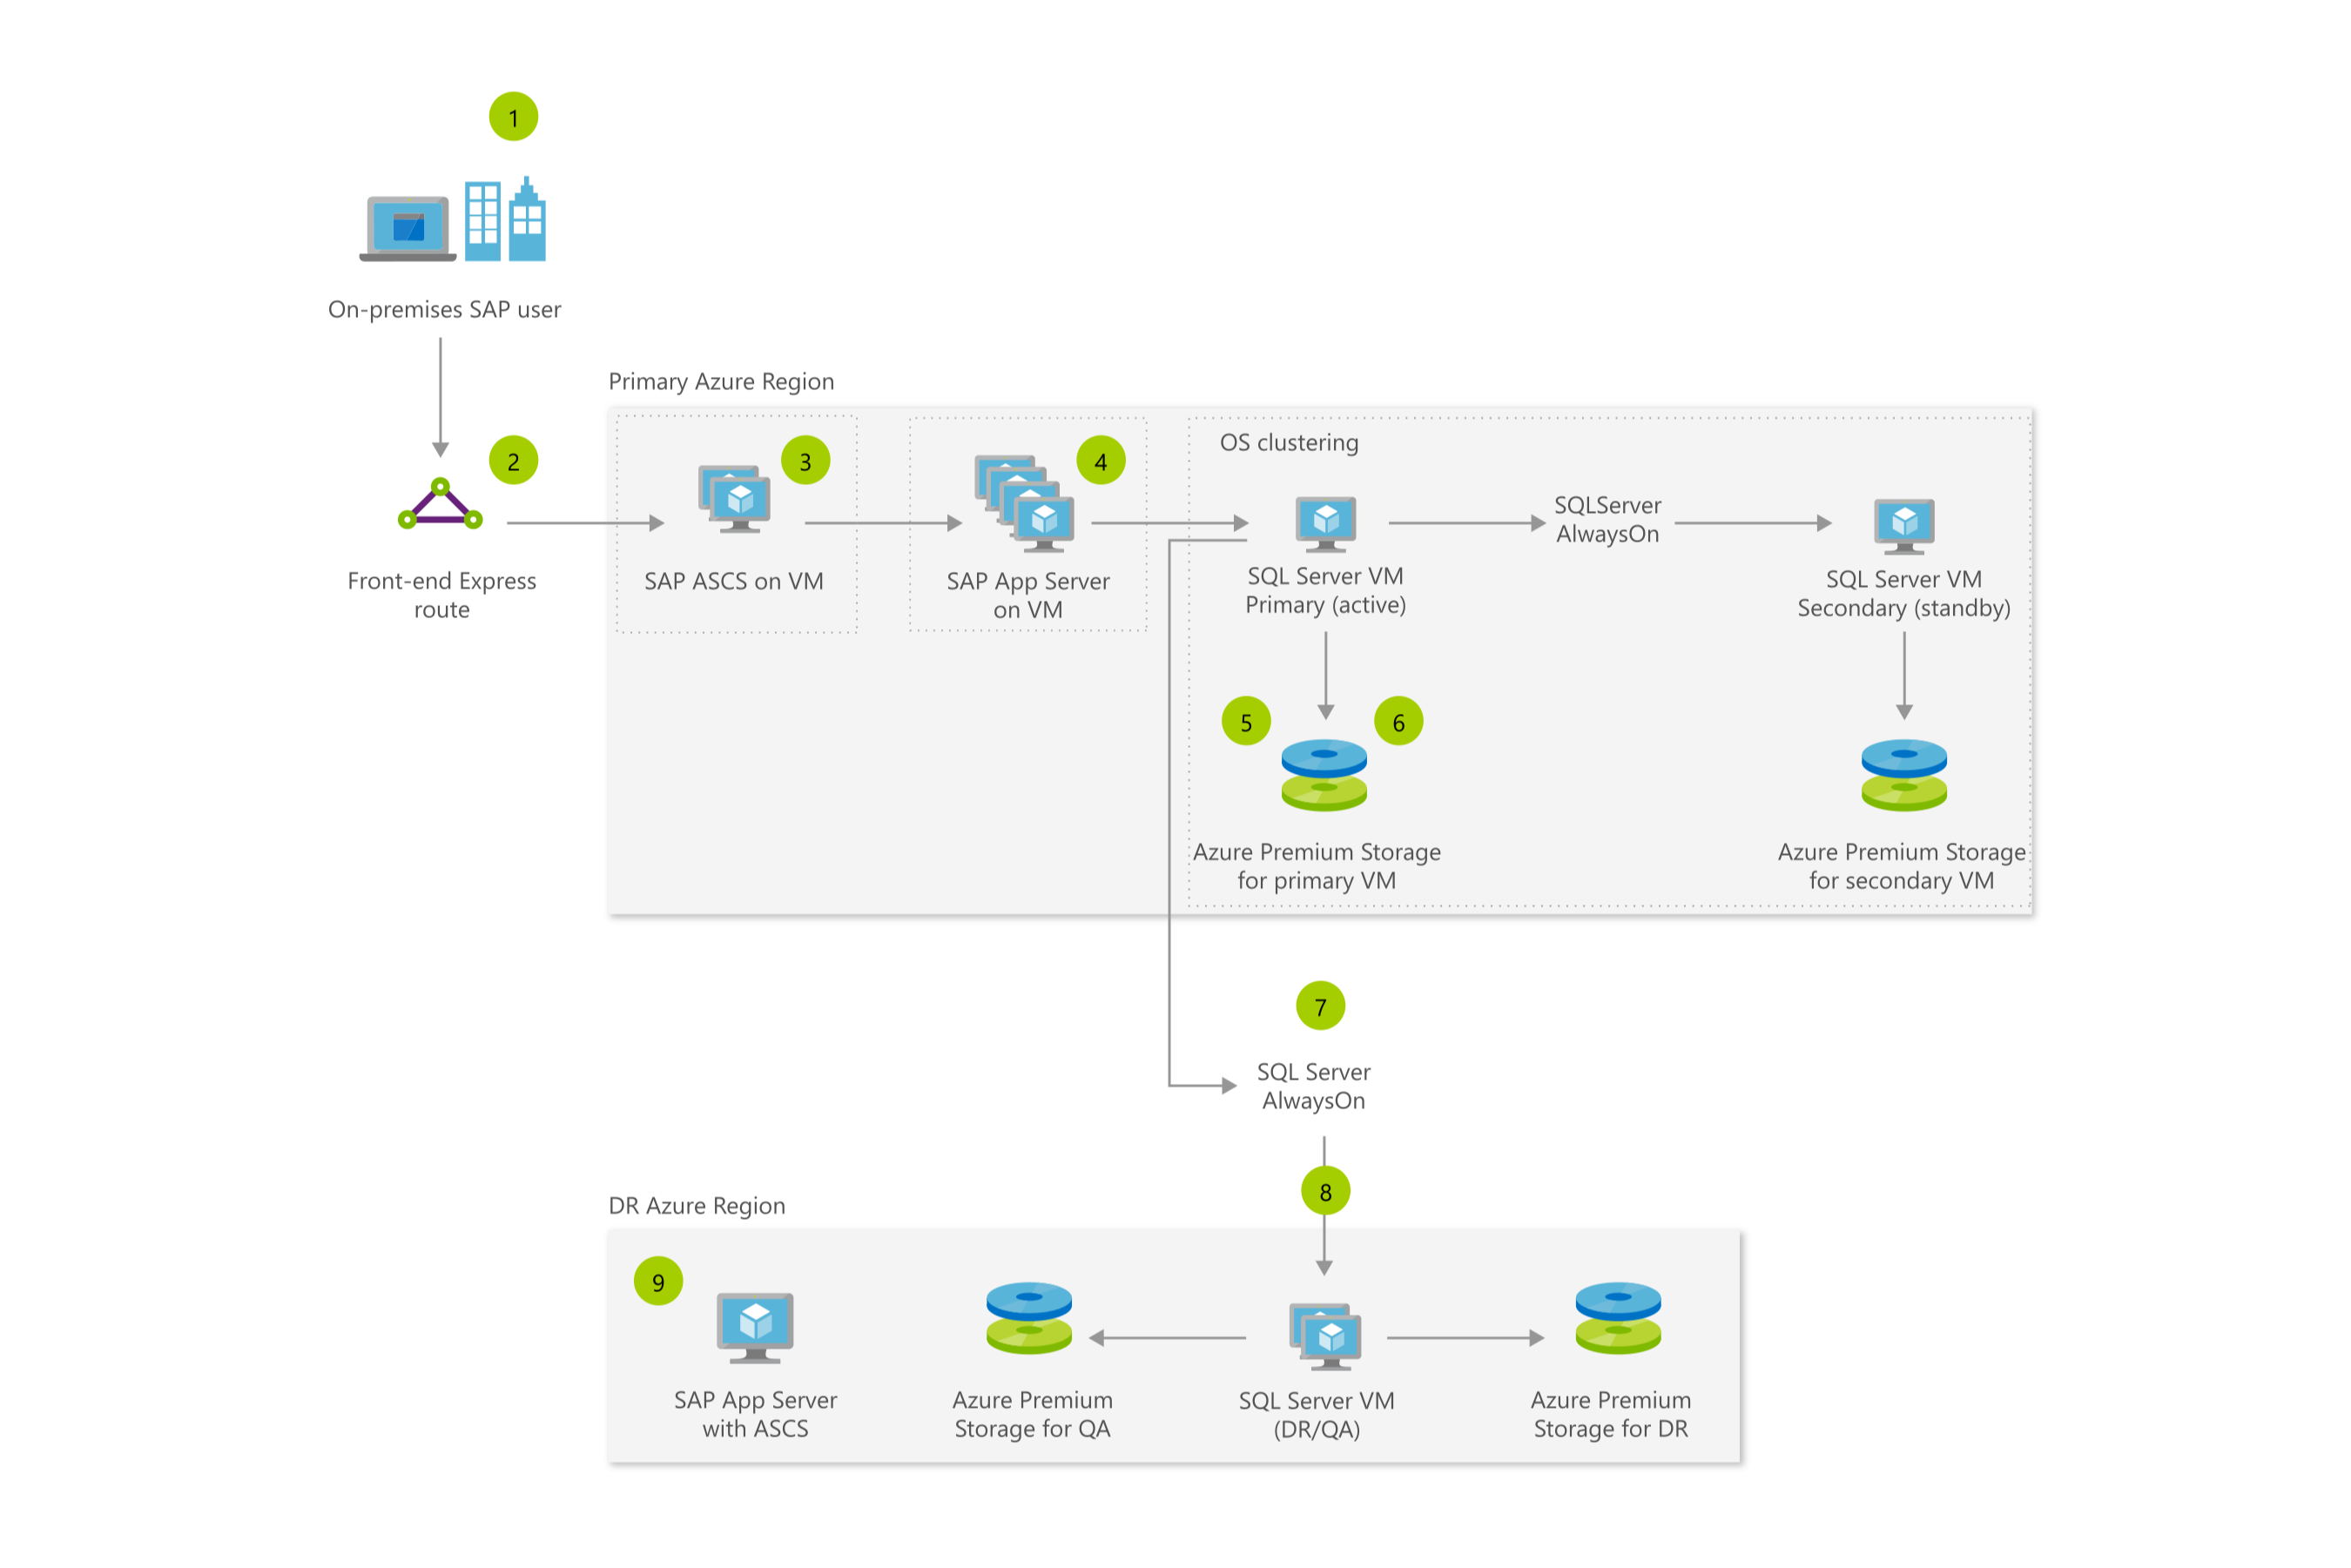 1
On-premises SAP user
Primary Azure Region
2
Front-end Express
route
3
SAP ASCS on VM
4
SAP App Server
on VM
OS clustering
SQL Server VM
Primary (active)
SQLServer
AlwaysOn
SQL Server VM
Secondary (standby)
5
6
Azure Premium Storage
for primary VM
Azure Premium Storage
for secondary VM
7
SQL Server
AlwaysOn
8
DR Azure Region
9
SAP App Server
with ASCS
Azure Premium
Storage for QA
SQL Server VM
(DR/QA)
Azure Premium
Storage for DR